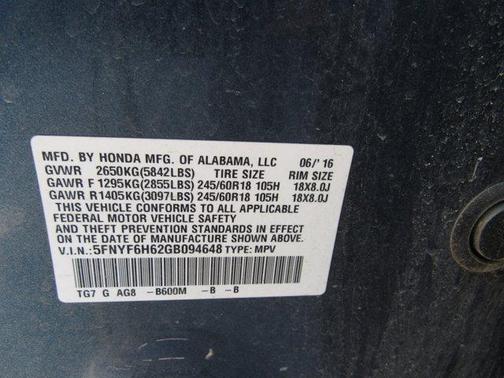 MFD. BY HONDA MFG. OF ALABAMA, LLC 06/'16
GVWR 2650KG(5842LBS) TIRE SIZE RIM SIZE
GAWR F 1295KG(2855LBS) 245/60R18 105H 18X8.0J
GAWR R 1405KG(3097LBS) 245/60R18 105H 18X8.0J
THIS VEHICLE CONFORMS TO ALL APPLICABLE
FEDERAL MOTOR VEHICLE SAFETY
AND THEFT PREVENTION STANDARDS IN EFFECT ON THE
DATE OF MANUFACTURE SHOWN ABOVE.
V.I.N.:5FNYF6H62GB094648 TYPE: MPV
TG7 G AG8 -B600M -B -B